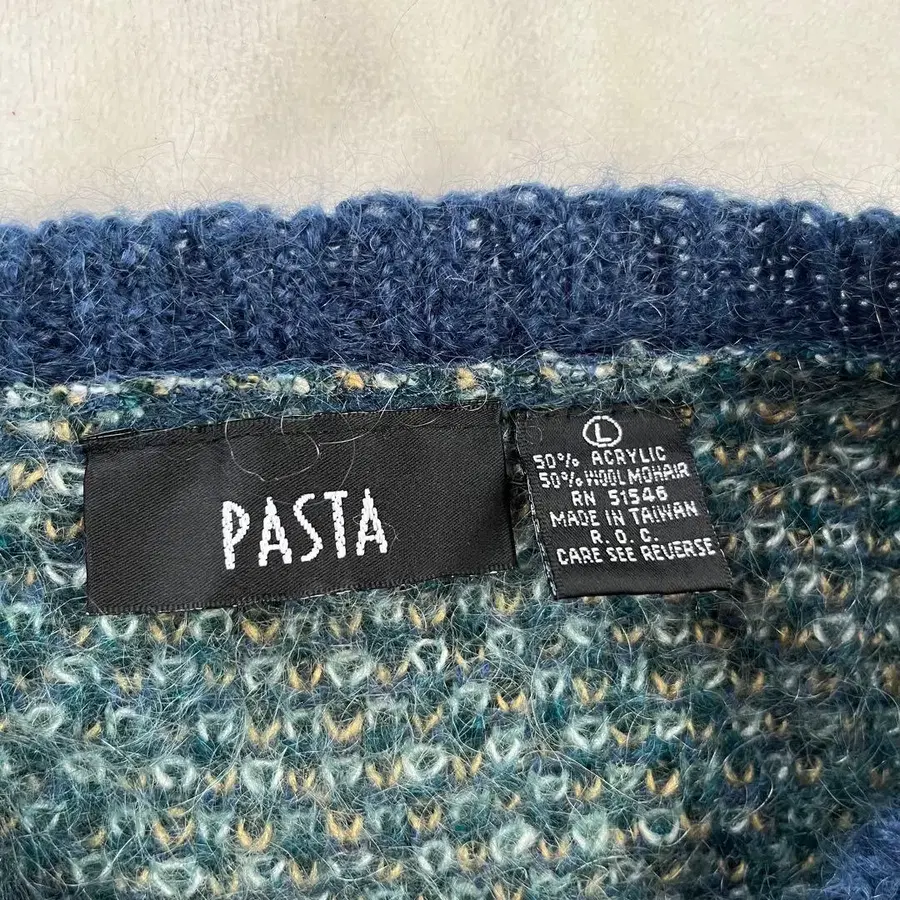 PASTA
L
50% ACRYLIC
50% WOOL MOHAIR
RN 51546
MADE IN TAIWAN
R. O. C.
CARE SEE REVERSE